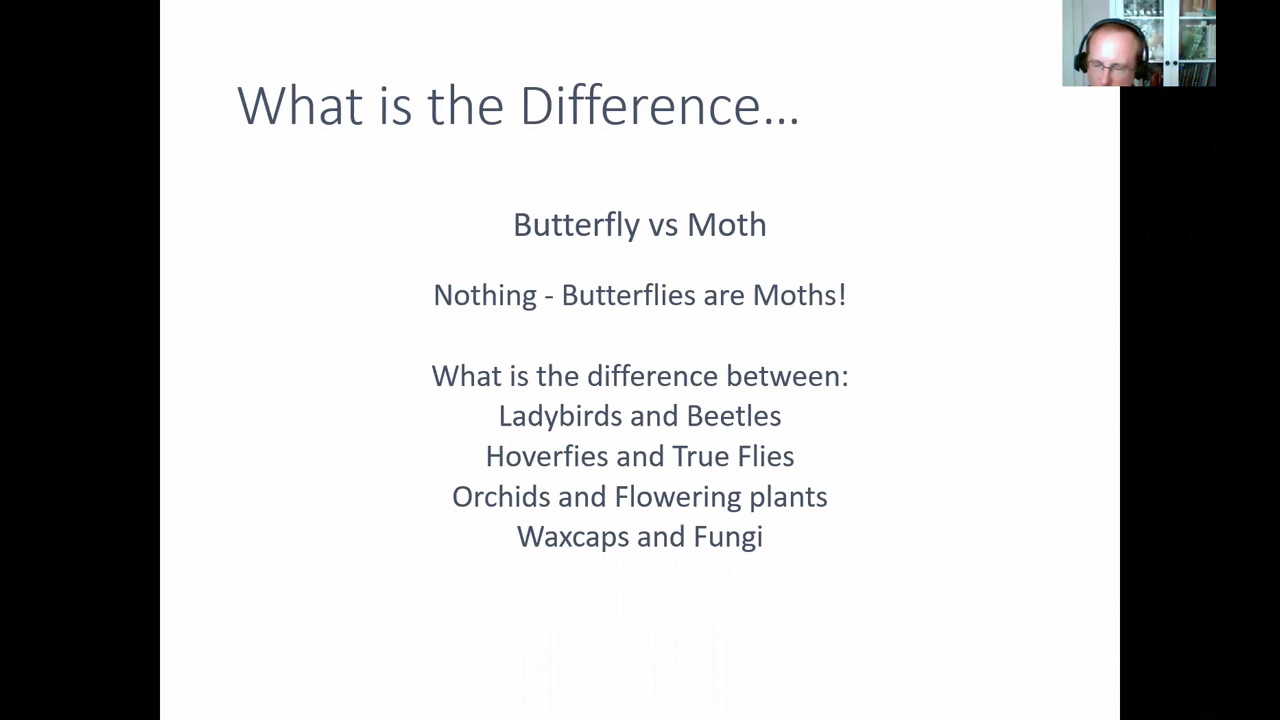 What is the Difference...
Butterfly vs Moth
Nothing - Butterflies are Moths!
What is the difference between:
Ladybirds and Beetles
Hoverfies and True Flies
Orchids and Flowering plants
Waxcaps and Fungi